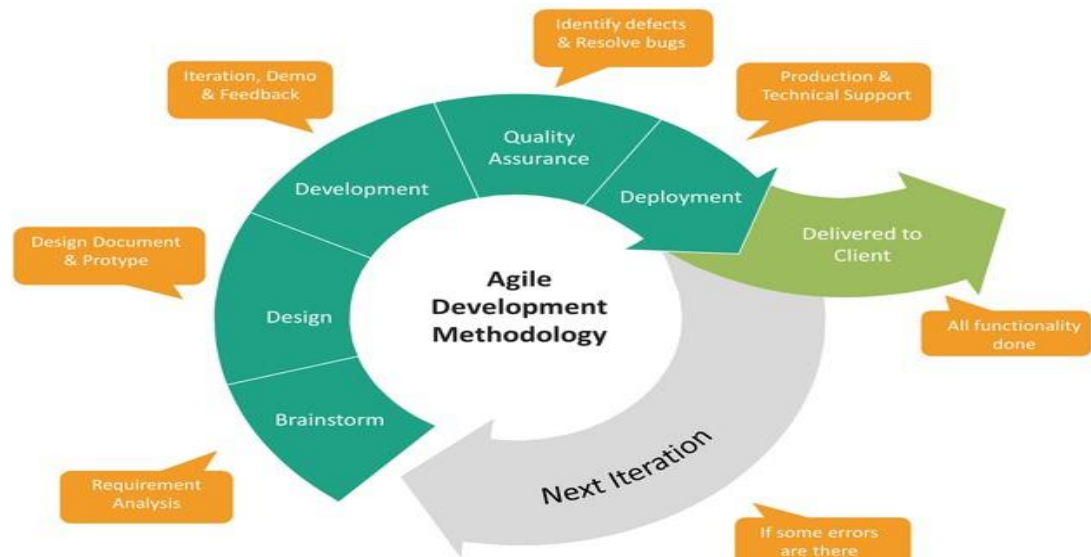 Identify defects
& Resolve bugs
Iteration, Demo
& Feedback
Production &
Technical Support
Quality
Assurance
Development
Deployment
Design Document
& Protype
Delivered to
Client
Agile
Development
Methodology
Design
All functionality
done
Brainstorm
Next Iteration
Requirement
Analysis
If some errors
are there